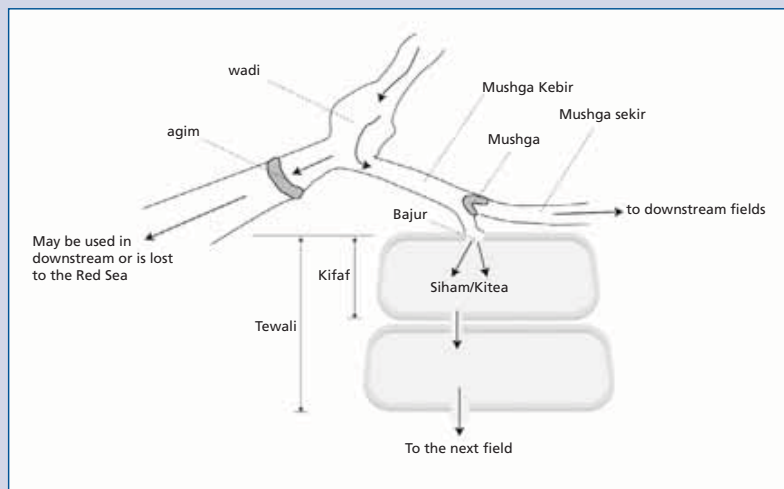 wadi
Mushga Kebir
Mushga sekir
agim
Mushga
Bajur
to downstream fields
May be used in
downstream or is lost
to the Red Sea
Kifaf
Siham/Kitea
Tewali
To the next field